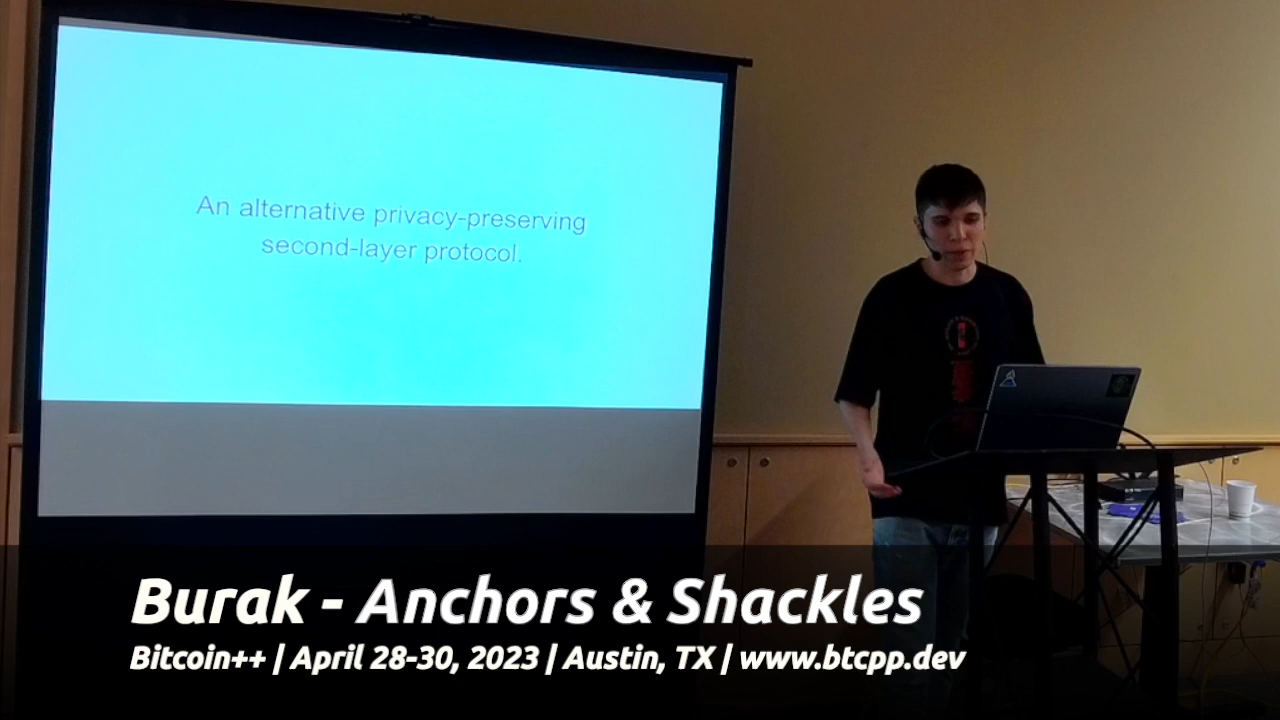 An alternative privacy-preserving
second-layer protocol.
Burak - Anchors & Shackles
Bitcoin++ | April 28-30, 2023 | Austin, TX | www.btcpp.dev